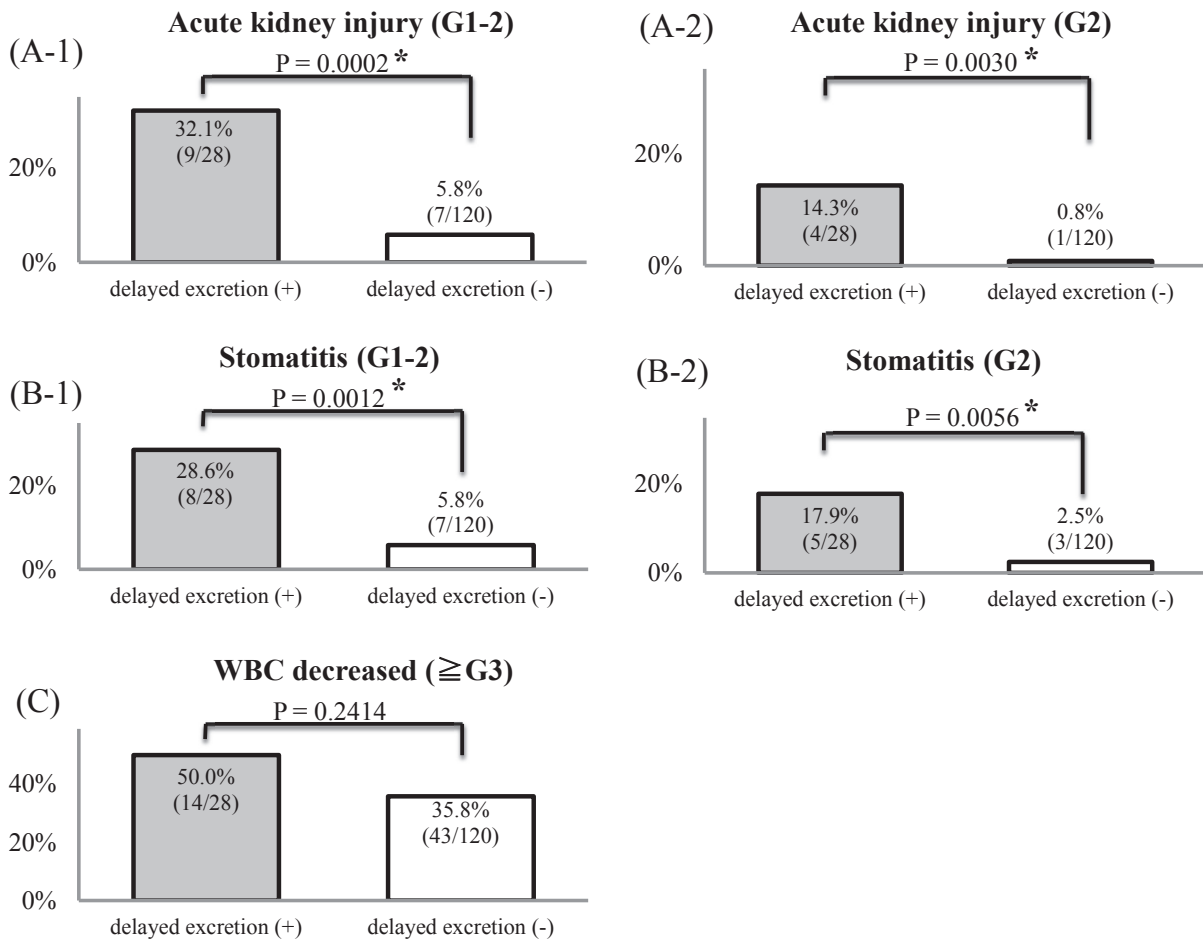 (A-1)
Acute kidney injury (G1-2)
P = 0.0002 *
20%
0%
32.1%
(9/28)
5.8%
(7/120)
delayed excretion (+)
delayed excretion (-)
(A-2)
Acute kidney injury (G2)
P = 0.0030 *
20%
0%
14.3%
(4/28)
0.8%
(1/120)
delayed excretion (+)
delayed excretion (-)
(B-1)
Stomatitis (G1-2)
P = 0.0012 *
20%
0%
28.6%
(8/28)
5.8%
(7/120)
delayed excretion (+)
delayed excretion (-)
(B-2)
Stomatitis (G2)
P = 0.0056 *
20%
0%
17.9%
(5/28)
2.5%
(3/120)
delayed excretion (+)
delayed excretion (-)
(C)
WBC decreased (≧G3)
P = 0.2414
40%
20%
0%
50.0%
(14/28)
35.8%
(43/120)
delayed excretion (+)
delayed excretion (-)